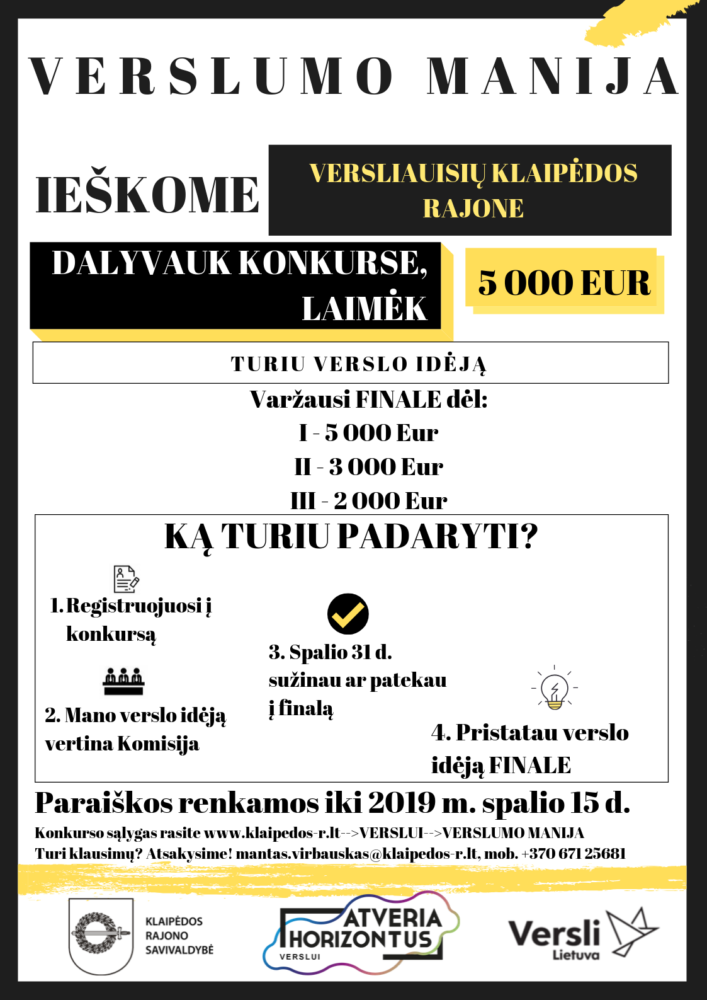 VERSLUMO MANIJA
IEŠKOME
VERSLIAUISIŲ KLAIPĖDOS
RAJONE
DALYVAUK KONKURSE,
LAIMĖK
5 000 EUR
TURIU VERSLO IDĖJĄ
Varžausi FINALE dėl:
I - 5 000 Eur
II - 3 000 Eur
III - 2 000 Eur
KĄ TURIU PADARYTI?
1. Registruojuosi į
konkursą
2. Mano verslo idėją
vertina Komisija
3. Spalio 31 d.
sužinau ar patekau
į finalą
4. Pristatau verslo
idėją FINALE
Paraiškos renkamos iki 2019 m. spalio 15 d.
Konkurso sąlygas rasite www.klaipedos-r.lt-->VERSLUI-->VERSLUMO MANIJA
Turi klausimų? Atsakysime! mantas.virbauskas@klaipedos-r.lt, mob. +370 671 25681
KLAIPĖDOS
RAJONO
SAVIVALDYBĖ
ATVERIA
HORIZONTUS
VERSLUI
Versli
Lietuva